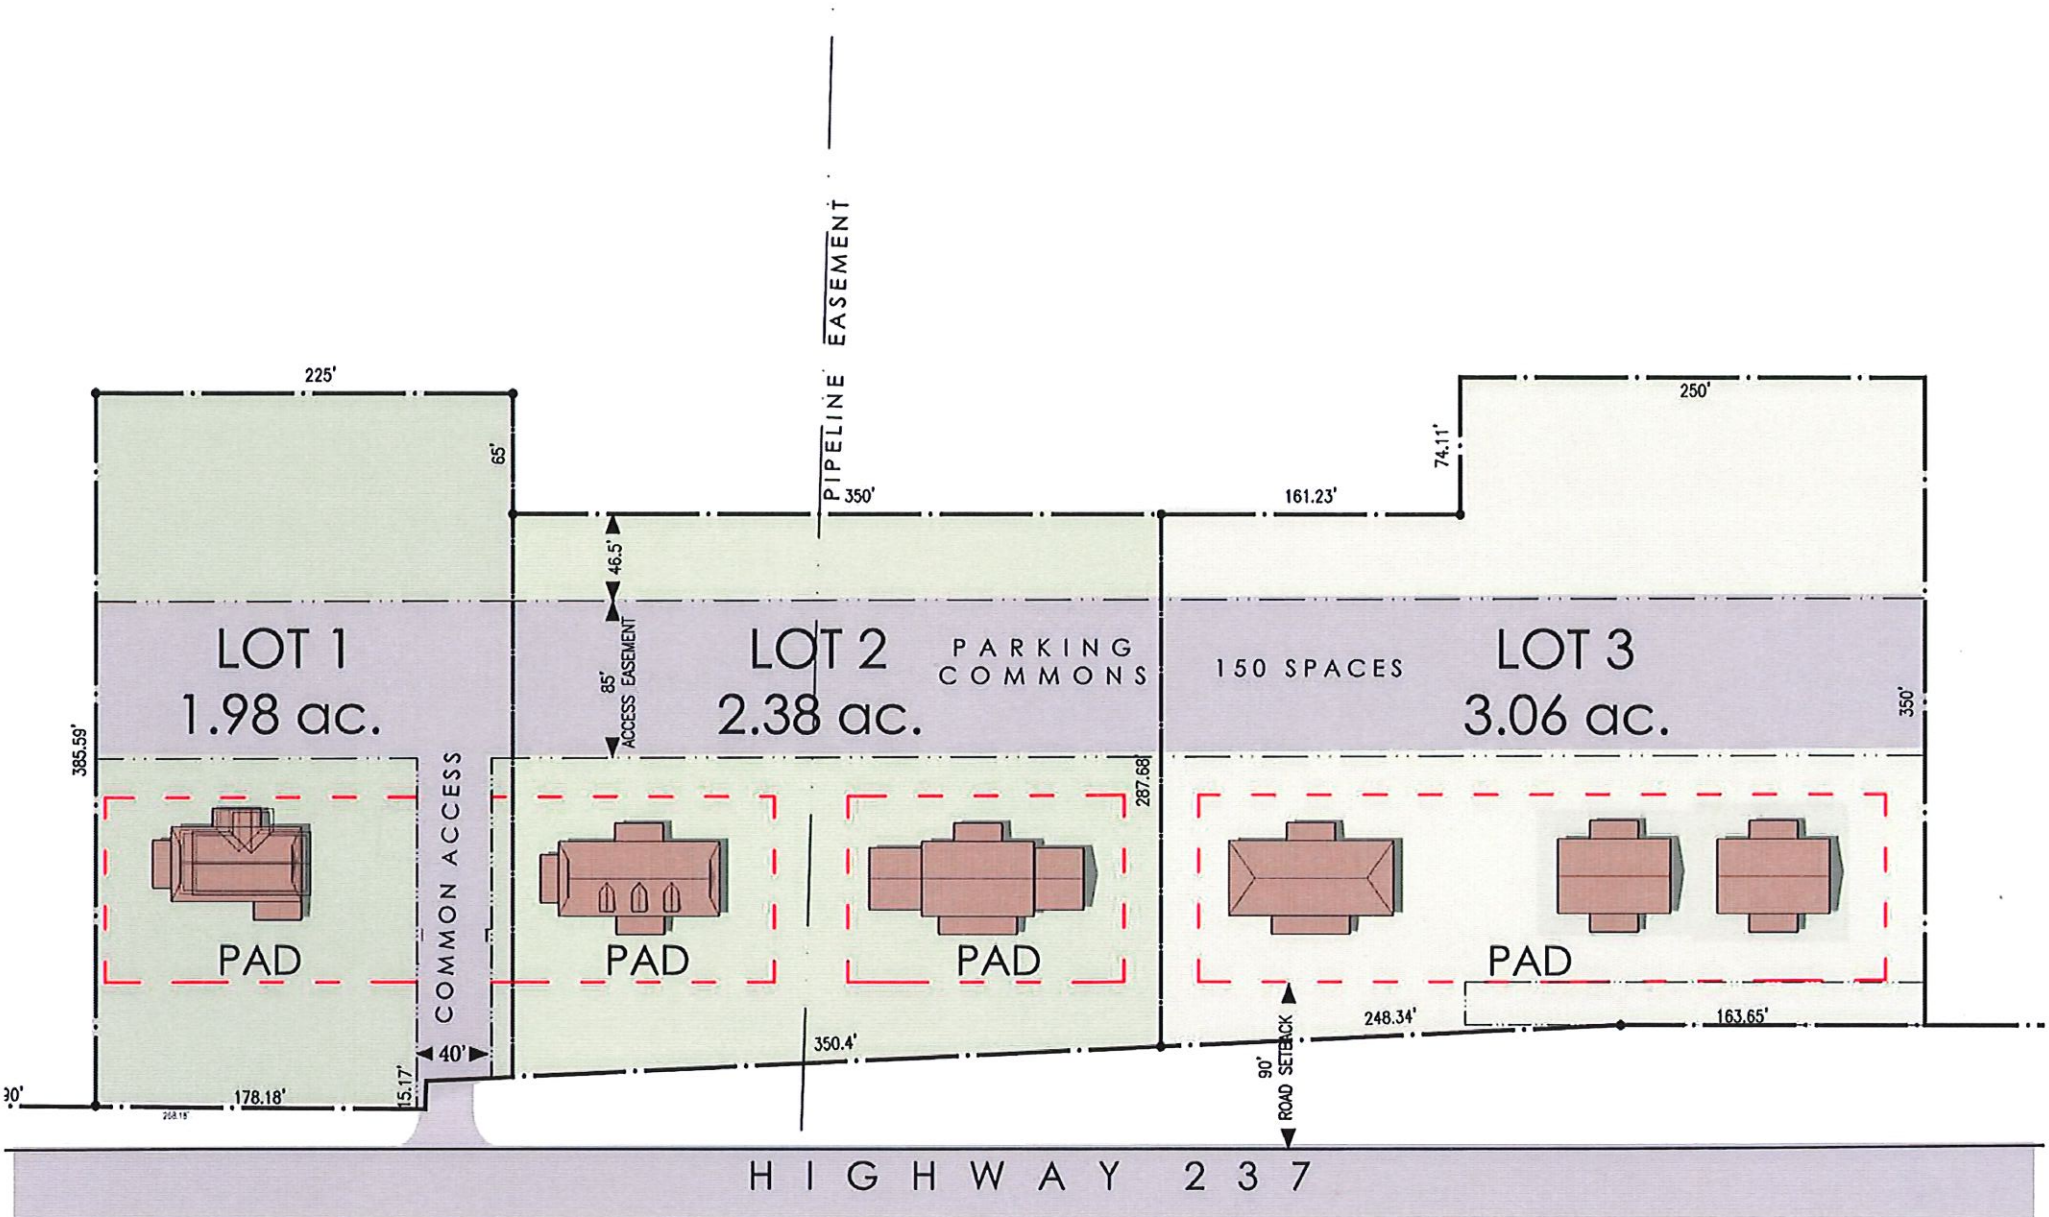 PIPELINE EASEMENT
225'
250'
65'
74.11'
350'
161.23'
46.5'
LOT 1
1.98 ac.
85'
ACCESS EASEMENT
LOT 2
2.38 ac.
PARKING
COMMONS
150 SPACES
LOT 3
3.06 ac.
350'
385.59'
287.68'
COMMON ACCESS
PAD
PAD
PAD
PAD
248.34'
163.65'
350.4'
40'
90'
ROAD SETBACK
15.17'
90'
178.18'
HIGHWAY 237